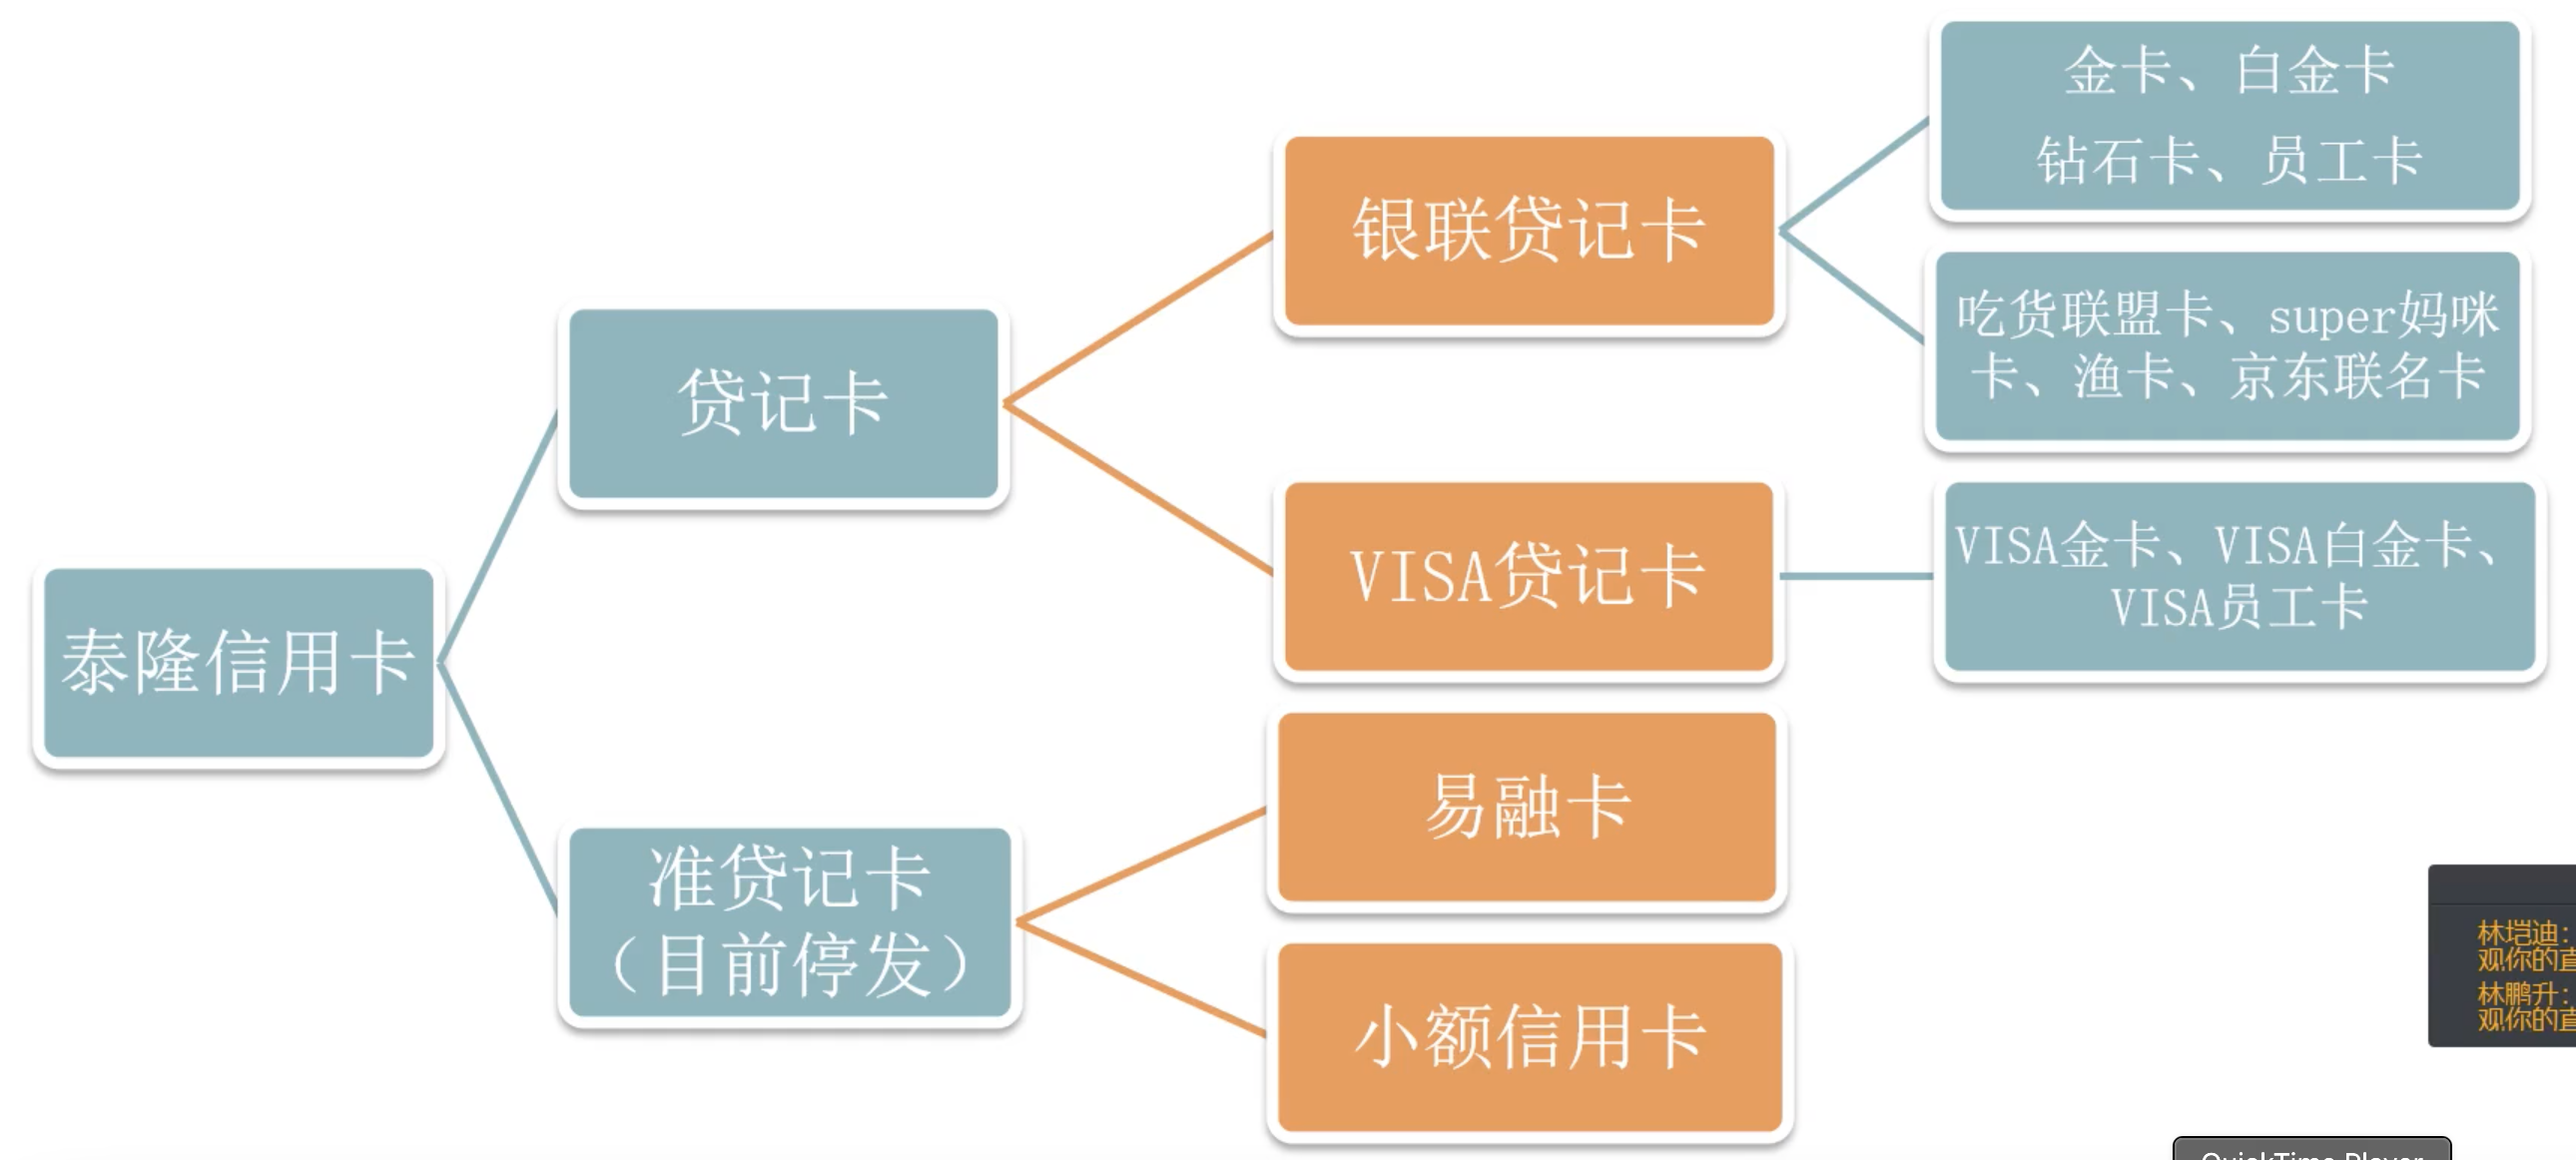 泰隆信用卡
贷记卡
准贷记卡
（目前停发）
银联贷记卡
VISA贷记卡
易融卡
小额信用卡
金卡、白金卡
钻石卡、员工卡
吃货联盟卡、super妈咪
卡、渔卡、京东联名卡
VISA金卡、VISA白金卡、
VISA员工卡
林垲迪：
观你的直
林鹏升：
观你的直
QuickTime Player